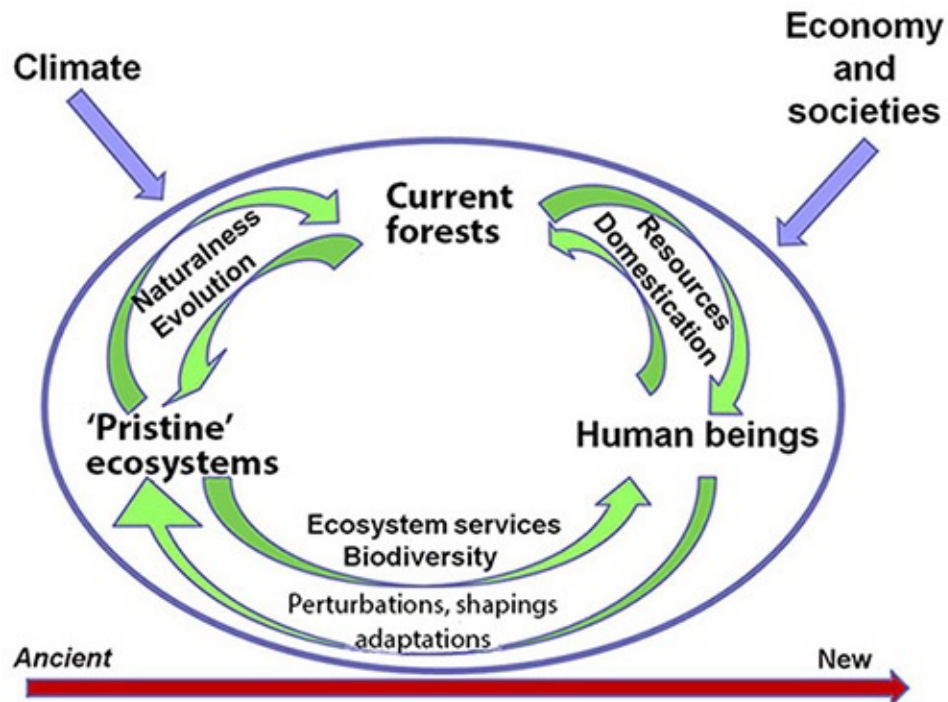 Climate
Economy
and
societies
Current
forests
Naturalness
Evolution
Resources
Domestication
‘Pristine’
ecosystems
Human beings
Ecosystem services
Biodiversity
Perturbations, shapings
adaptations
Ancient
New